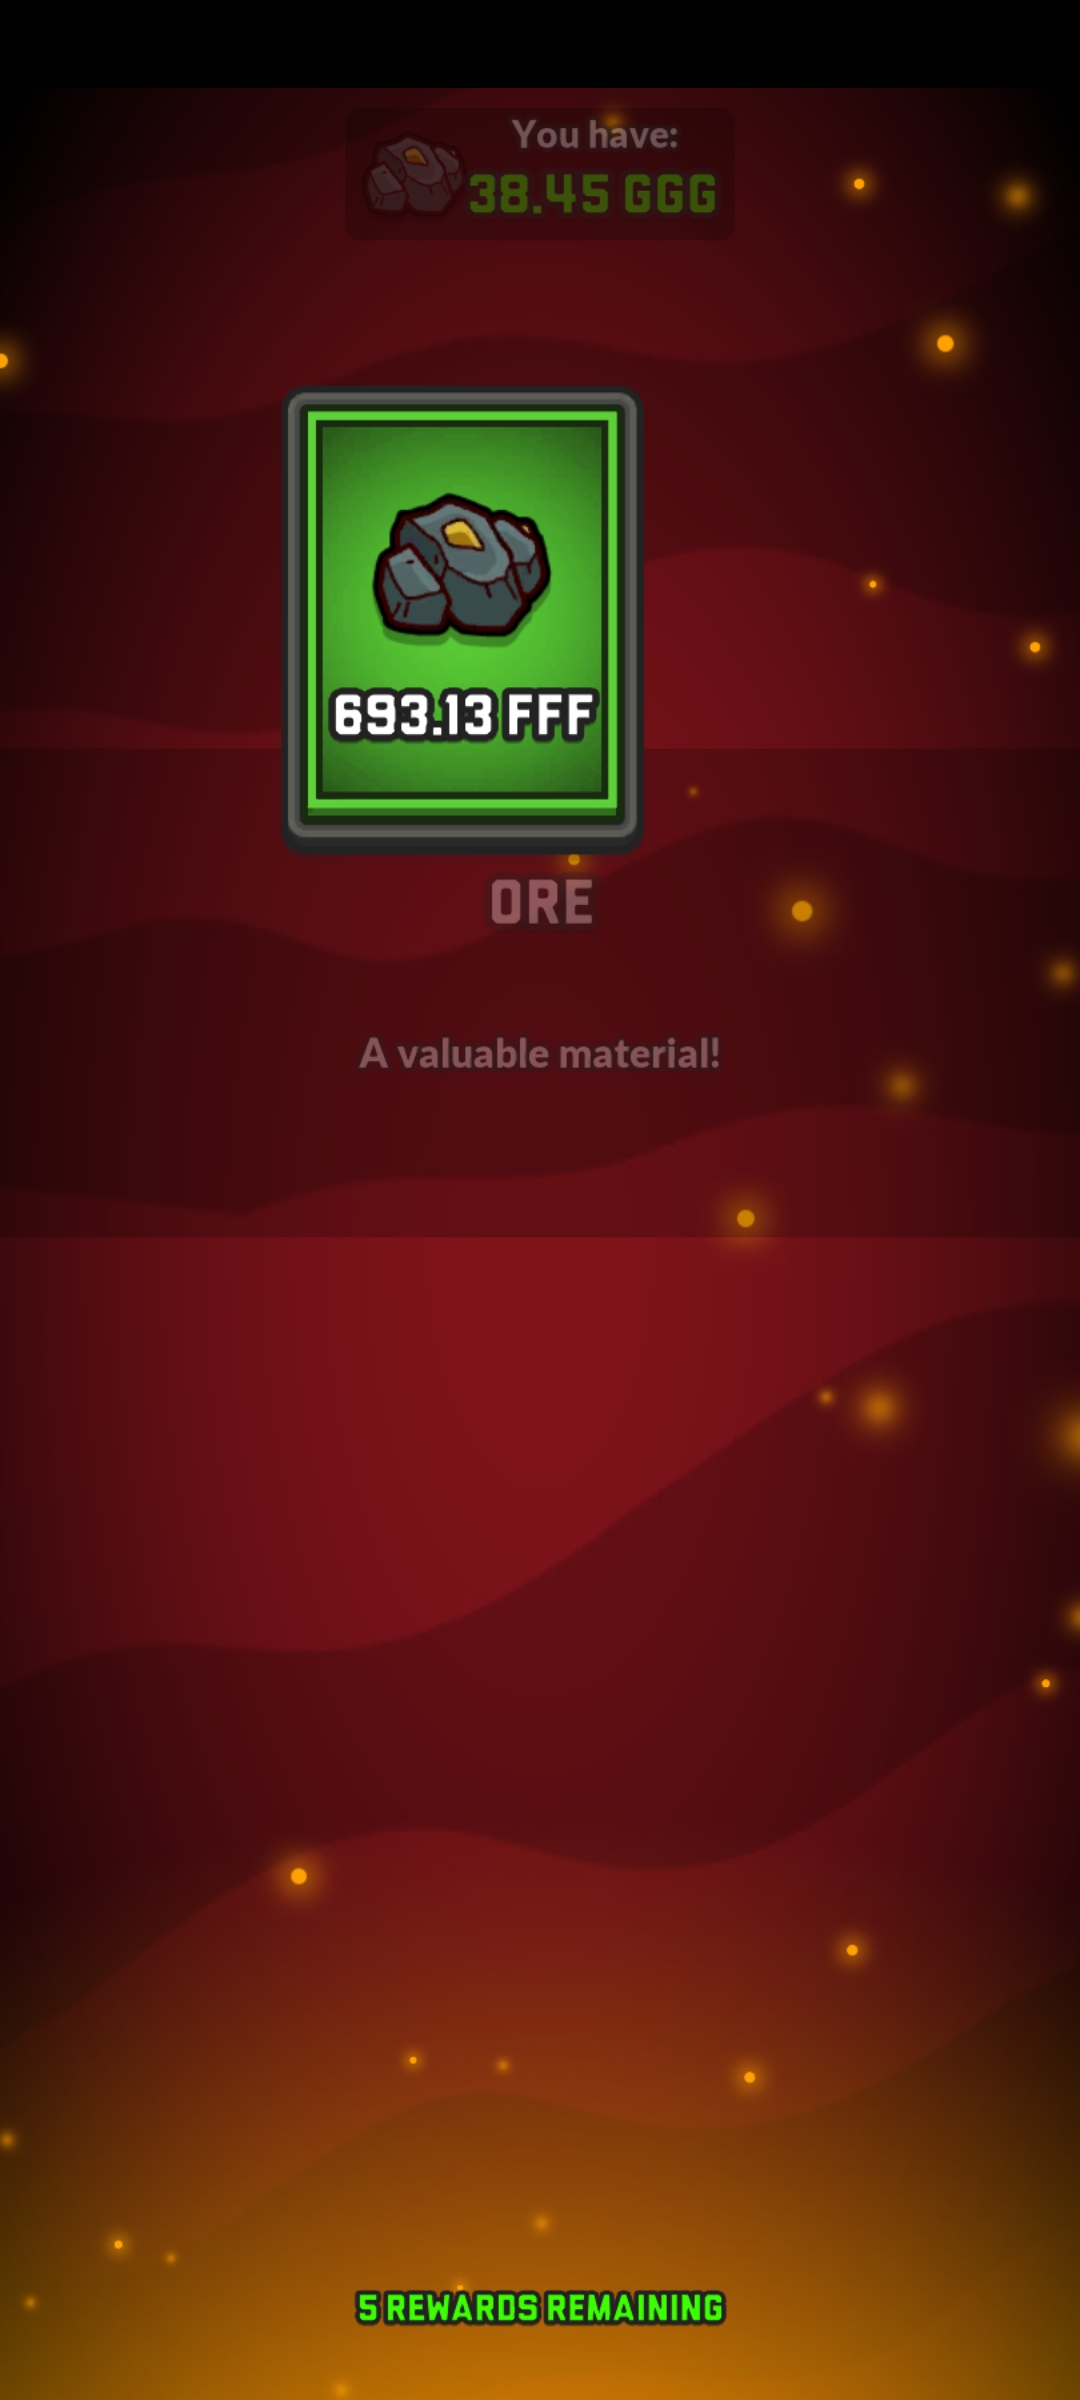 You have:
38.45 GGG
693.13 FFF
ORE
A valuable material!
5 REWARDS REMAINING